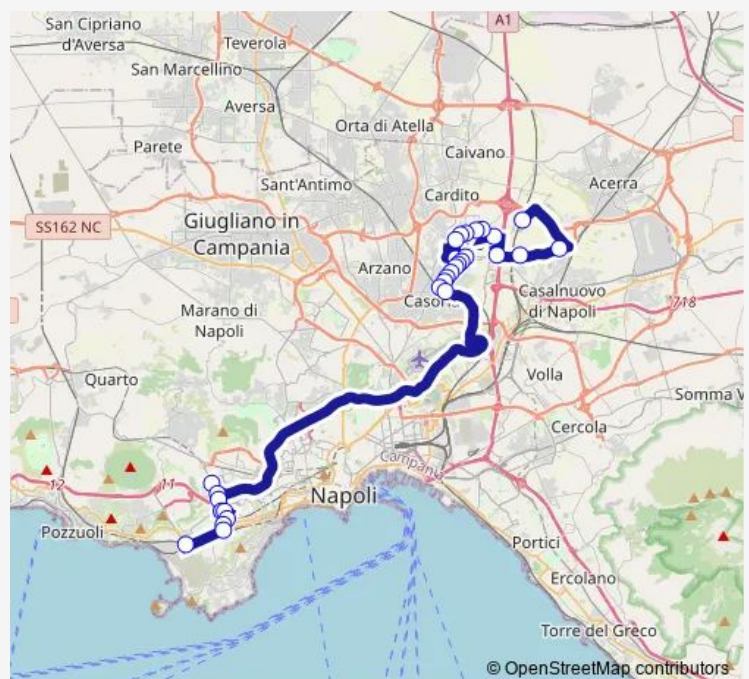 San Cipriano
d'Aversa
Teverola
A1
San Marcellino
Aversa
Orta di Atella
Parete
Caivano
Sant'Antimo
Cardito
Acerra
SS162 NC
Giugliano in
Campania
Arzano
Casoria
Casalnuovo
di Napoli
718
Marano di
Napoli
Quarto
Volla
Somma V
Cercola
12
11
Campania
Napoli
Pozzuoli
Portici
Ercolano
Torre del Greco
© OpenStreetMap contributors